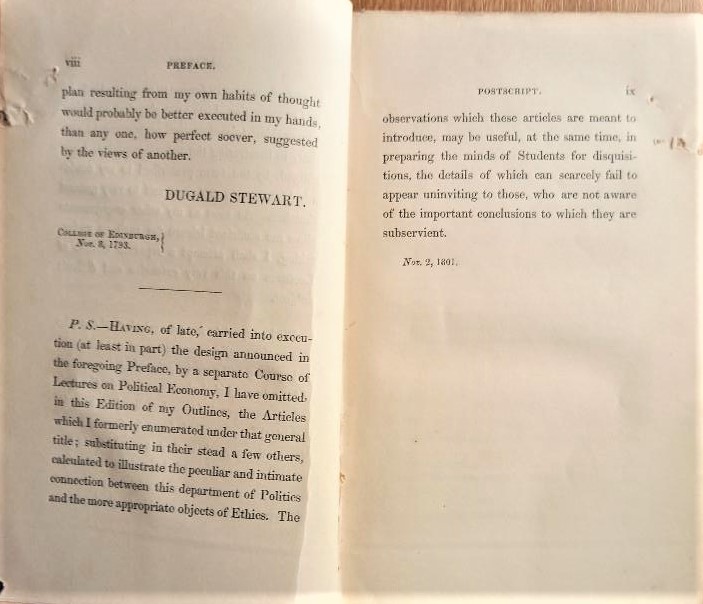 viii
PREFACE.
plan resulting from my own habits of thought
would probably be better executed in my hands,
than any one, how perfect soever, suggested
by the views of another.
DUGALD STEWART.
College of Edinburgh, }
Nov. 8, 1793.
P. S.—Having, of late, carried into execu-
tion (at least in part) the design announced in
the foregoing Preface, by a separate Course of
Lectures on Political Economy, I have omitted,
in this Edition of my Outlines, the Articles
which I formerly enumerated under that general
title; substituting in their stead a few others,
calculated to illustrate the peculiar and intimate
connection between this department of Politics
and the more appropriate objects of Ethics. The
POSTSCRIPT.
ix
observations which these articles are meant to
introduce, may be useful, at the same time, in
preparing the minds of Students for disquisi-
tions, the details of which can scarcely fail to
appear uninviting to those, who are not aware
of the important conclusions to which they are
subservient.
Nov. 2, 1801.